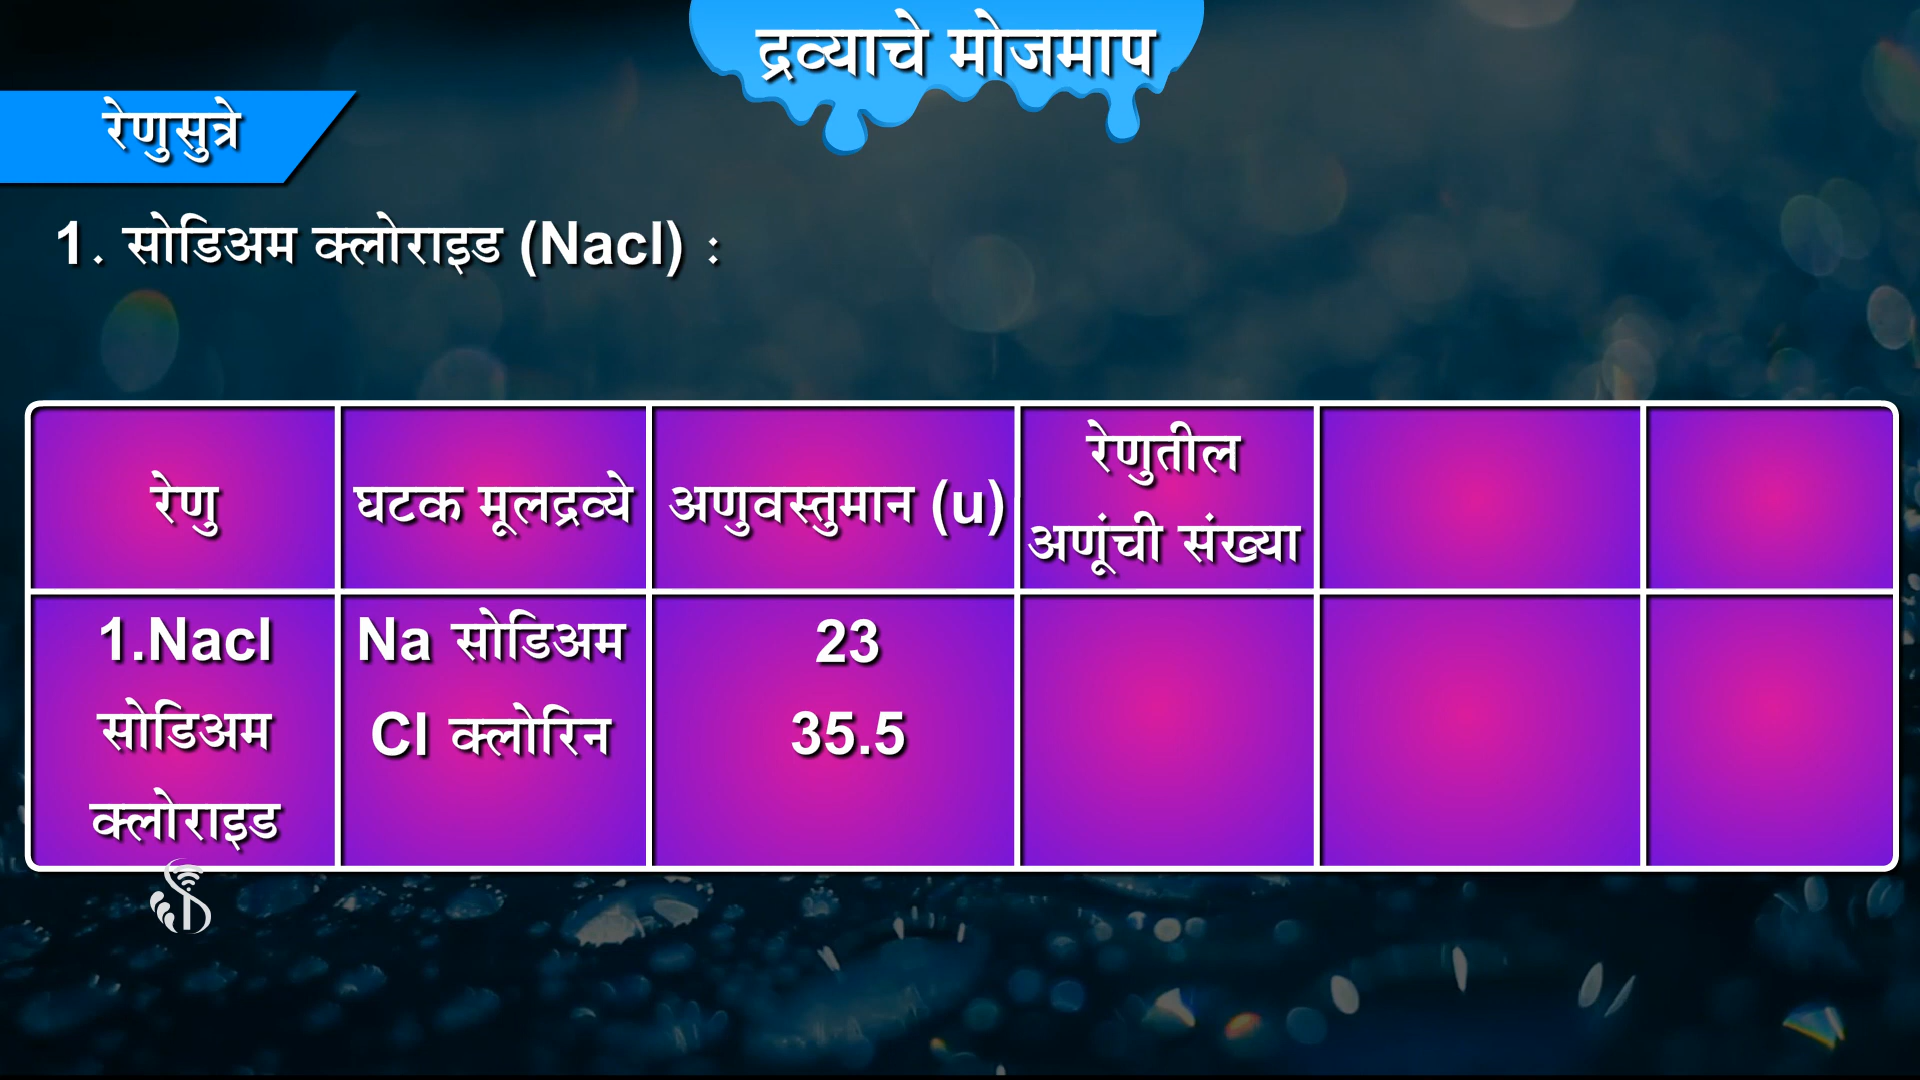 द्रव्याचे मोजमाप
रेणुसुत्रे
1. सोडिअम क्लोराइड (Nacl) :
रेणु
घटक मूलद्रव्ये
अणुवस्तुमान (u)
रेणुतील
अणूंची संख्या
1.Nacl
सोडिअम
क्लोराइड
Na सोडिअम
Cl क्लोरिन
23
35.5